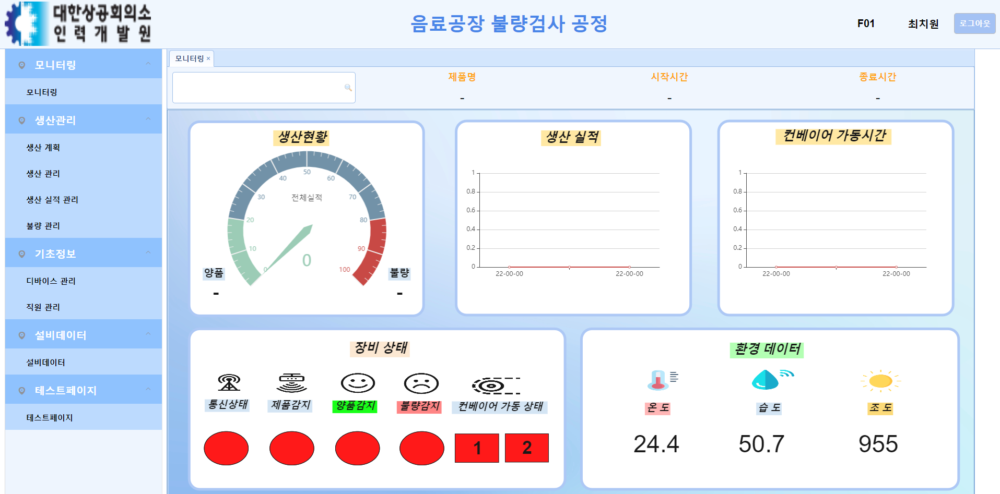 대한상공회의소
인력개발원
음료공장 불량검사 공정
F01
최치원
로그아웃
모니터링
모니터링
생산관리
생산 계획
생산 관리
생산 실적 관리
불량 관리
기초정보
디바이스 관리
직원 관리
설비데이터
설비데이터
테스트페이지
테스트페이지
모니터링 ×
제품명
시작시간
종료시간
-
-
-
생산현황
0
10
20
30
40
50
60
70
80
90
100
전체실적
0
양품
불량
-
-
생산 실적
1
0.8
0.6
0.4
0.2
0
22-00-00
22-00-00
컨베이어 가동시간
1
0.8
0.6
0.4
0.2
0
22-00-00
22-00-00
장비 상태
통신상태
제품감지
양품감지
불량감지
컨베이어 가동 상태
1
2
환경 데이터
온 도
습 도
조 도
24.4
50.7
955